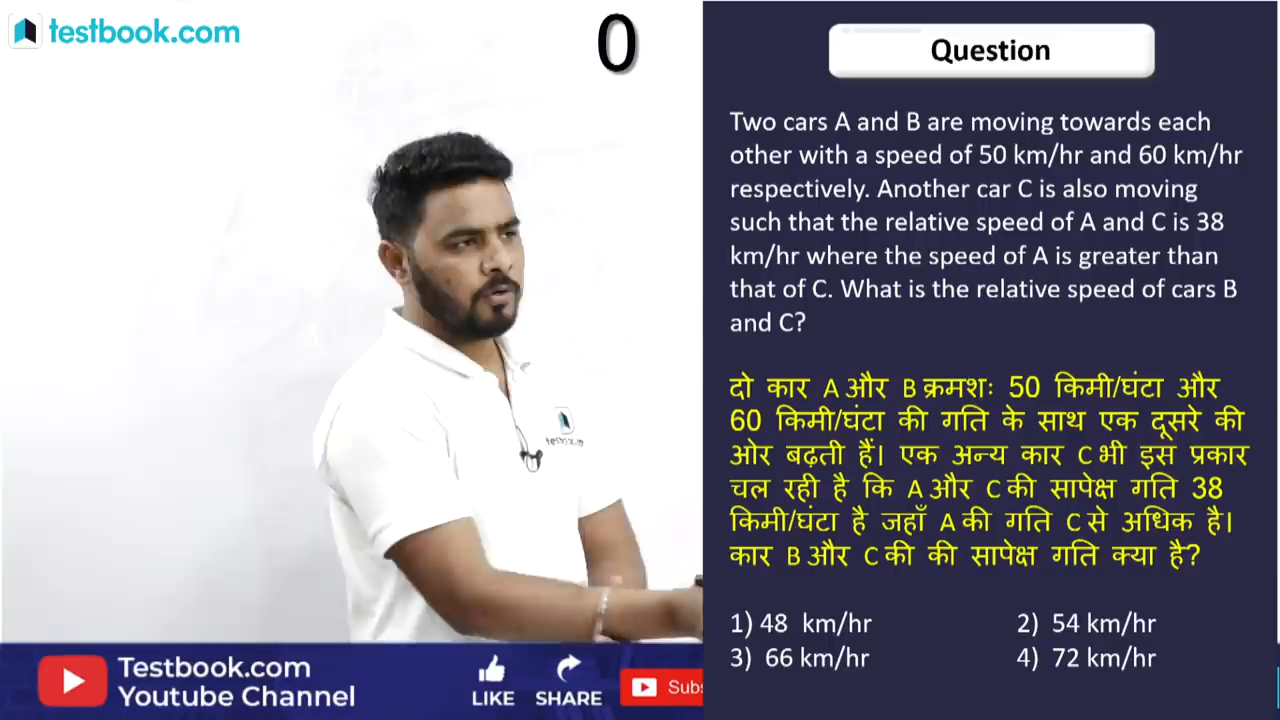 testbook.com
0
Question
Two cars A and B are moving towards each
other with a speed of 50 km/hr and 60 km/hr
respectively. Another car C is also moving
such that the relative speed of A and C is 38
km/hr where the speed of A is greater than
that of C. What is the relative speed of cars B
and C?
दो कार A और B क्रमशः 50 किमी/घंटा और
60 किमी/घंटा की गति के साथ एक दूसरे की
ओर बढ़ती हैं। एक अन्य कार C भी इस प्रकार
चल रही है कि A और C की सापेक्ष गति 38
किमी/घंटा है जहाँ A की गति C से अधिक है।
कार B और C की की सापेक्ष गति क्या है?
1) 48 km/hr 2) 54 km/hr
3) 66 km/hr 4) 72 km/hr
testbook.com
Testbook.com
Youtube Channel
LIKE SHARE Subs